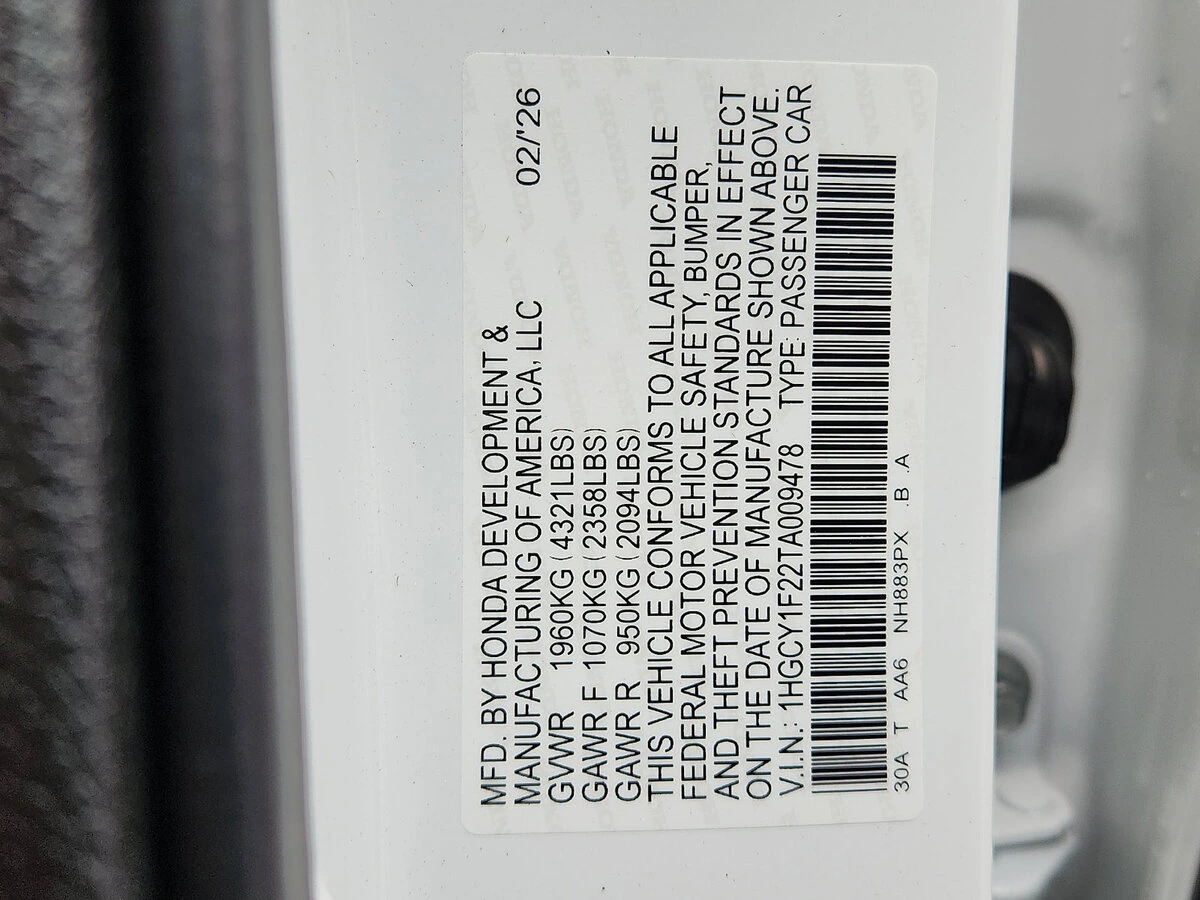 MFD. BY HONDA DEVELOPMENT &
MANUFACTURING OF AMERICA, LLC 02/'26
GVWR 1960KG (4321LBS)
GAWR F 1070KG (2358LBS)
GAWR R 950KG (2094LBS)
THIS VEHICLE CONFORMS TO ALL APPLICABLE
FEDERAL MOTOR VEHICLE SAFETY, BUMPER,
AND THEFT PREVENTION STANDARDS IN EFFECT
ON THE DATE OF MANUFACTURE SHOWN ABOVE.
V.I.N.: 1HGCY1F22TA009478 TYPE: PASSENGER CAR
30A T AA6 NH883PX .B .A